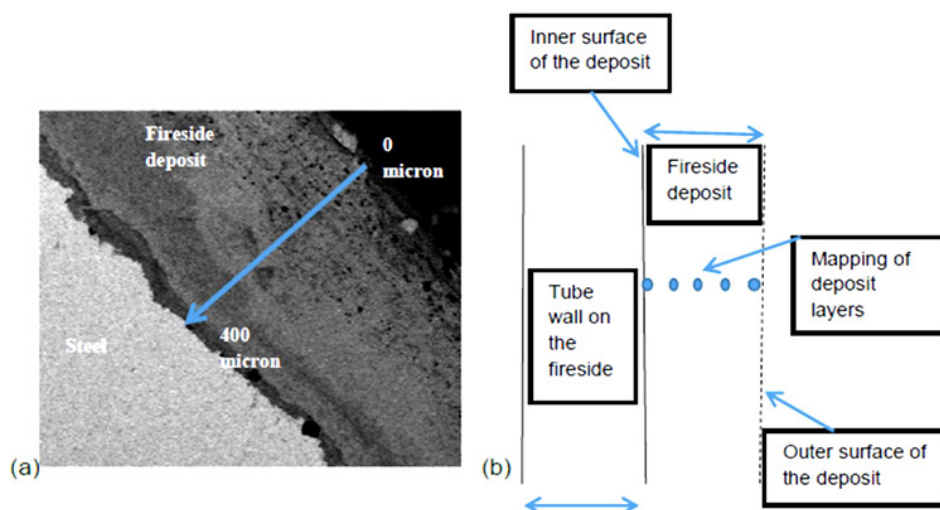 Fireside
deposit
0
micron
400
micron
Steel
(a)
Inner surface
of the deposit
Fireside
deposit
Mapping of
deposit
layers
Tube
wall on
the
fireside
Outer surface of
the deposit
(b)